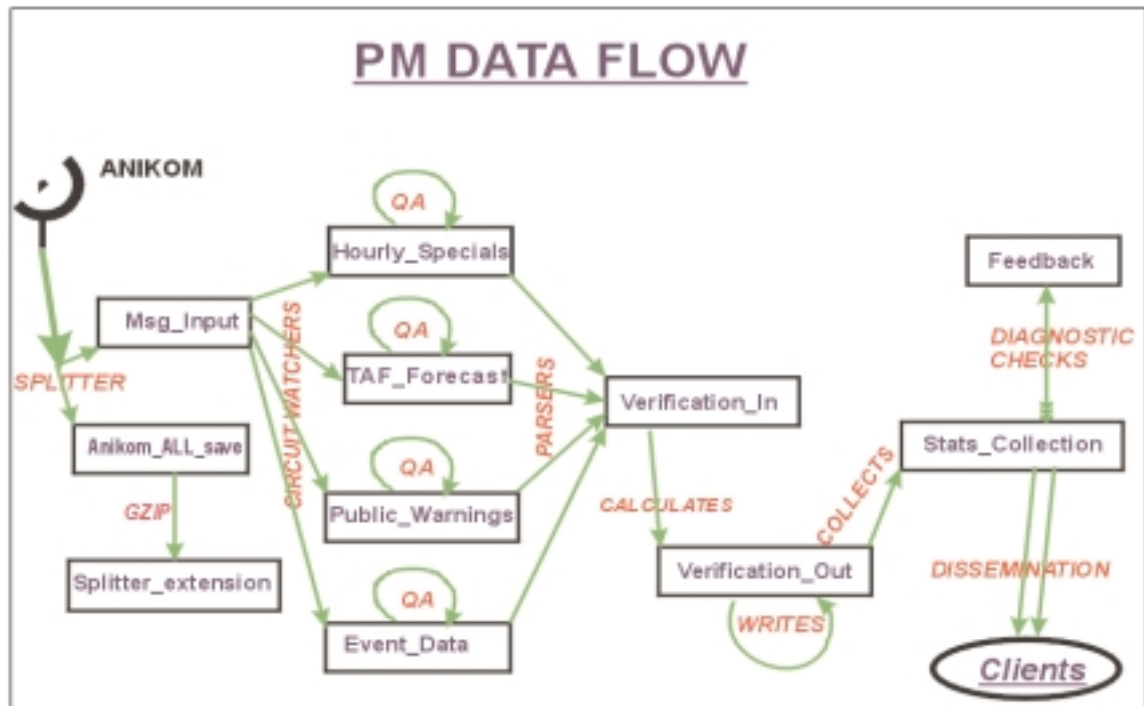 PM DATA FLOW
ANIKOM
QA
Hourly_Specials
Feedback
Msg_Input
QA
DIAGNOSTIC
CHECKS
SPLITTER
CIRCUIT WATCHERS
TAF_Forecast
PARSERS
Verification_In
Anikom_ALL_save
Stats_Collection
QA
GZIP
Public_Warnings
CALCULATES
COLLECTS
Splitter_extension
Verification_Out
DISSEMINATION
QA
WRITES
Event_Data
Clients